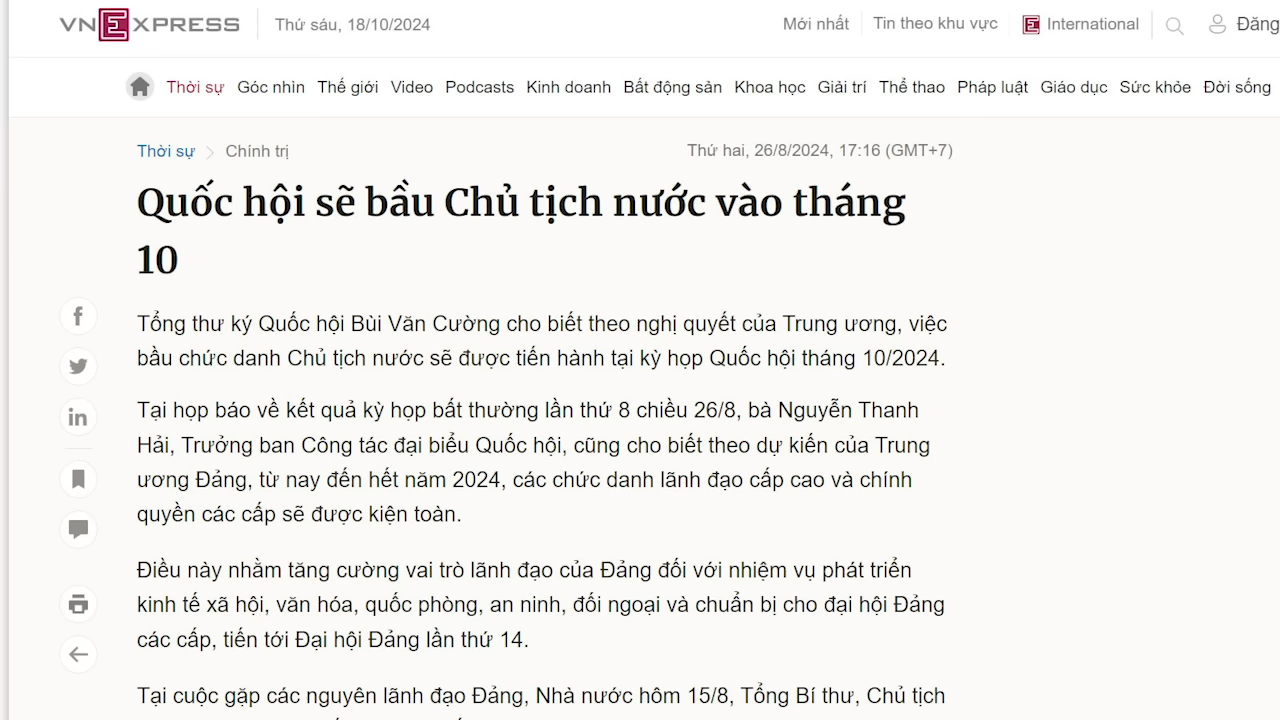 VNEXPRESS
Thứ sáu, 18/10/2024
Mới nhất
Tin theo khu vực
International
Đăng
Thời sự
Góc nhìn
Thế giới
Video
Podcasts
Kinh doanh
Bất động sản
Khoa học
Giải trí
Thể thao
Pháp luật
Giáo dục
Sức khỏe
Đời sống
Thời sự
Chính trị
Thứ hai, 26/8/2024, 17:16 (GMT+7)
Quốc hội sẽ bầu Chủ tịch nước vào tháng
10
Tổng thư ký Quốc hội Bùi Văn Cường cho biết theo nghị quyết của Trung ương, việc
bầu chức danh Chủ tịch nước sẽ được tiến hành tại kỳ họp Quốc hội tháng 10/2024.
Tại họp báo về kết quả kỳ họp bất thường lần thứ 8 chiều 26/8, bà Nguyễn Thanh
Hải, Trưởng ban Công tác đại biểu Quốc hội, cũng cho biết theo dự kiến của Trung
ương Đảng, từ nay đến hết năm 2024, các chức danh lãnh đạo cấp cao và chính
quyền các cấp sẽ được kiện toàn.
Điều này nhằm tăng cường vai trò lãnh đạo của Đảng đối với nhiệm vụ phát triển
kinh tế xã hội, văn hóa, quốc phòng, an ninh, đối ngoại và chuẩn bị cho đại hội Đảng
các cấp, tiến tới Đại hội Đảng lần thứ 14.
Tại cuộc gặp các nguyên lãnh đạo Đảng, Nhà nước hôm 15/8, Tổng Bí thư, Chủ tịch